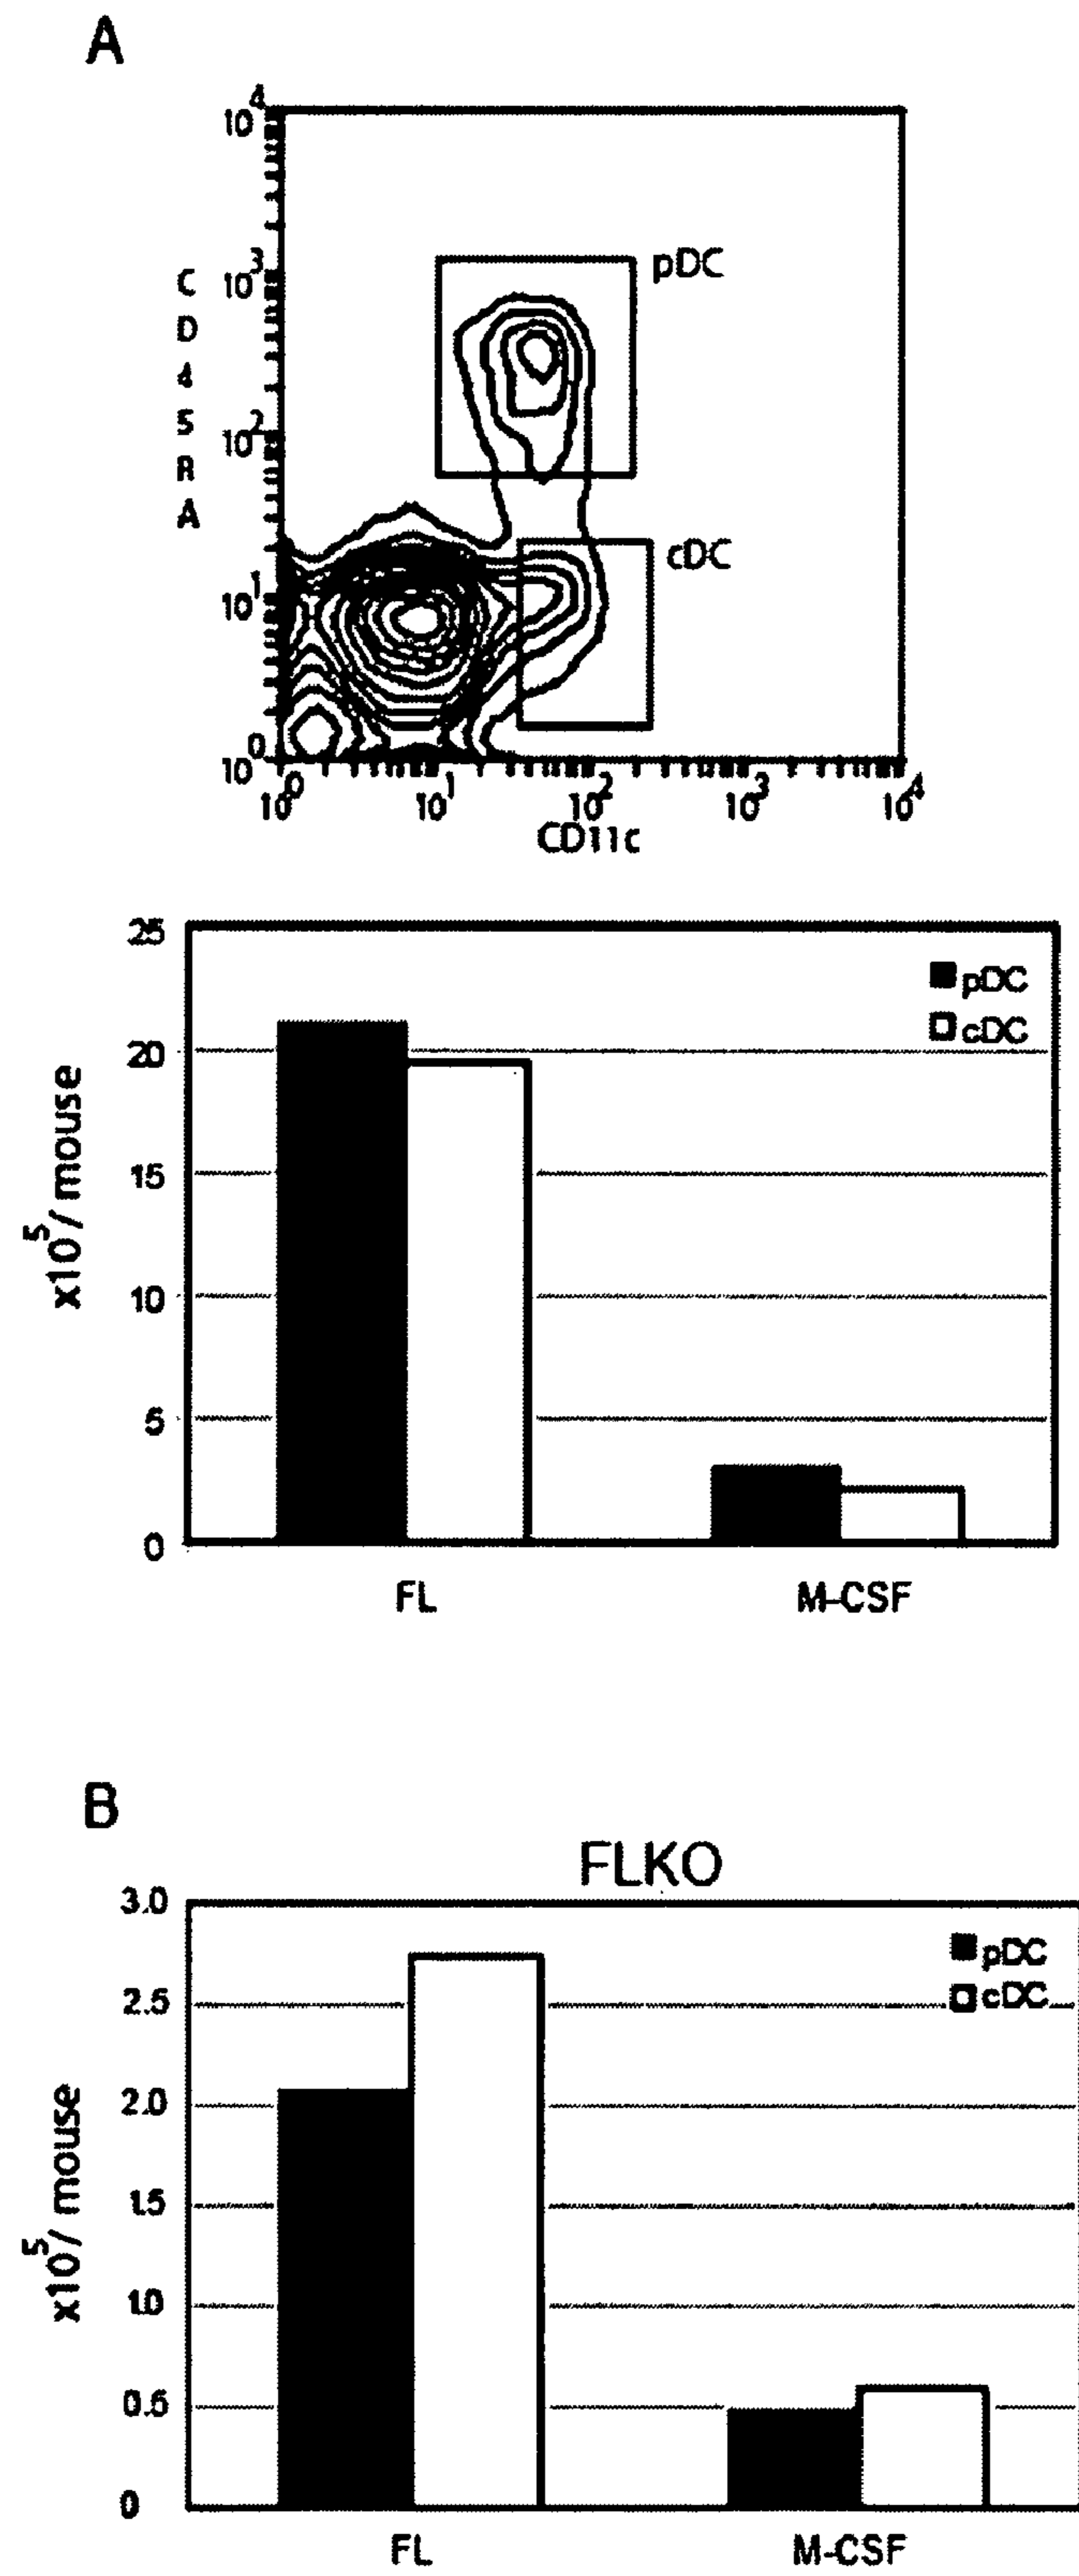 A
10^4
10^3
10^2
10^1
10^0
CD45RA
pDC
cDC
10^0 10^1 10^2 10^3 10^4
CD11c
25
20
15
10
5
0
x10^5/ mouse
pDC
cDC
FL M-CSF
B
FLKO
3.0
2.5
2.0
1.5
1.0
0.5
0
x10^5/ mouse
pDC
cDC
FL M-CSF